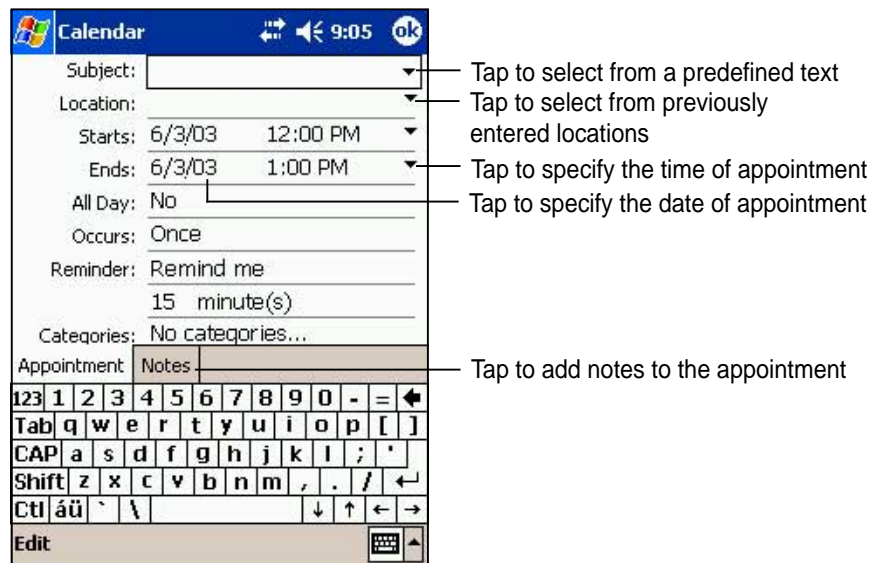 Calendar 9:05 ok
Subject:
Tap to select from a predefined text
Location:
Tap to select from previously
entered locations
Starts: 6/3/03 12:00 PM
Ends: 6/3/03 1:00 PM
Tap to specify the time of appointment
All Day: No
Tap to specify the date of appointment
Occurs: Once
Reminder: Remind me
15 minute(s)
Categories: No categories...
Appointment Notes
Tap to add notes to the appointment
123 1 2 3 4 5 6 7 8 9 0 - = 🡄
Tab q w e r t y u i o p [ ]
CAP a s d f g h j k l ; '
Shift z x c v b n m , . / ↵
Ctl áü ` \ ↓ ↑ ← →
Edit